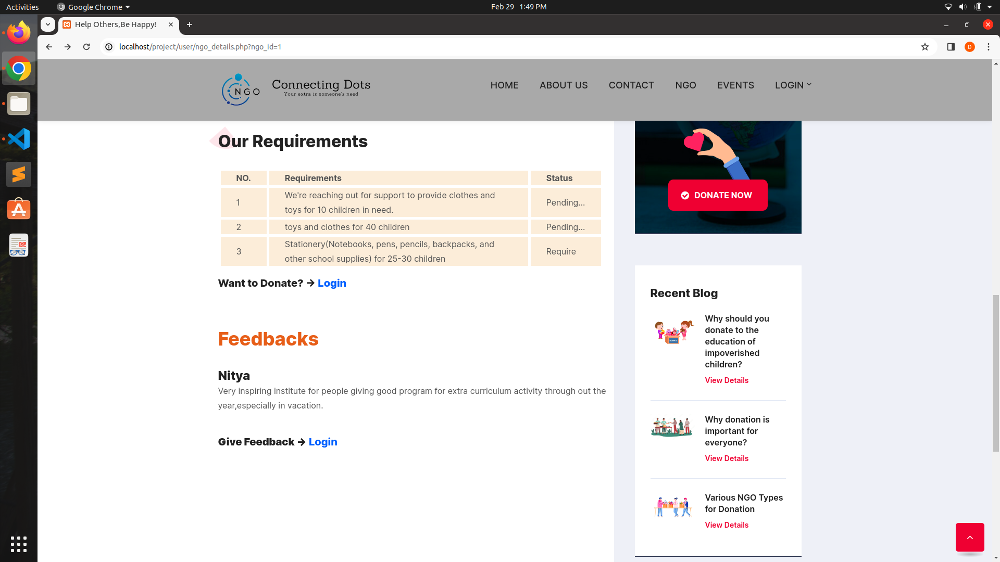 Activities
Google Chrome
Feb 29 1:49 PM
Help Others,Be Happy!
localhost/project/user/ngo_details.php?ngo_id=1
D
NGO
Connecting Dots
Your extra is someone's need
HOME
ABOUT US
CONTACT
NGO
EVENTS
LOGIN
Our Requirements
NO. Requirements Status
1 We're reaching out for support to provide clothes and
toys for 10 children in need. Pending...
2 toys and clothes for 40 children Pending...
3 Stationery(Notebooks, pens, pencils, backpacks, and
other school supplies) for 25-30 children Require
Want to Donate? → Login
Feedbacks
Nitya
Very inspiring institute for people giving good program for extra curriculum activity through out the
year,especially in vacation.
Give Feedback → Login
DONATE NOW
Recent Blog
DONATE
Why should you
donate to the
education of
impoverished
children?
View Details
Why donation is
important for
everyone?
View Details
Various NGO Types
for Donation
View Details